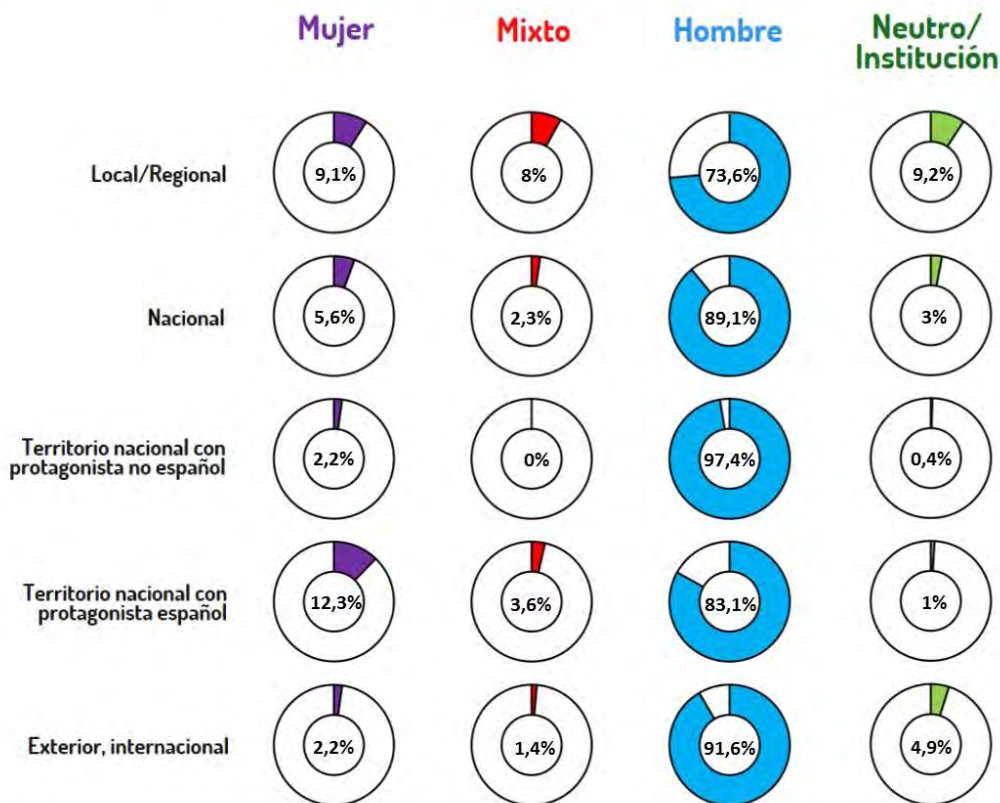 Mujer
Mixto
Hombre
Neutro/
Institución
Local/Regional
9,1%
8%
73,6%
9,2%
Nacional
5,6%
2,3%
89,1%
3%
Territorio nacional con
protagonista no español
2,2%
0%
97,4%
0,4%
Territorio nacional con
protagonista español
12,3%
3,6%
83,1%
1%
Exterior, internacional
2,2%
1,4%
91,6%
4,9%